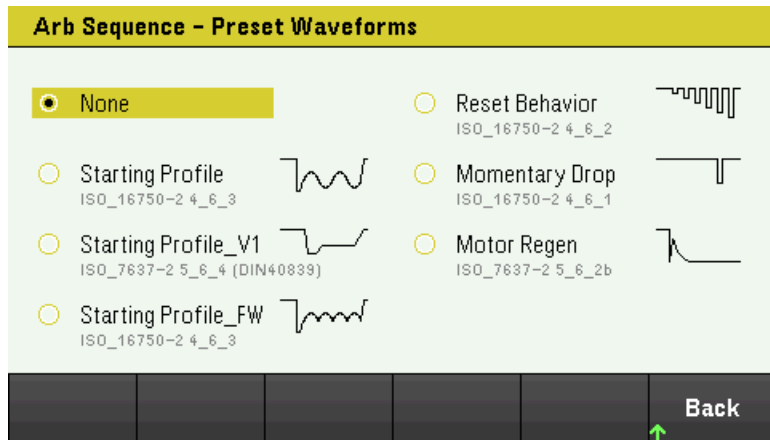 Arb Sequence – Preset Waveforms
None
Starting Profile
ISO_16750-2 4_6_3
Starting Profile_V1
ISO_7637-2 5_6_4 (DIN40839)
Starting Profile_FW
ISO_16750-2 4_6_3
Reset Behavior
ISO_16750-2 4_6_2
Momentary Drop
ISO_16750-2 4_6_1
Motor Regen
ISO_7637-2 5_6_2b
Back